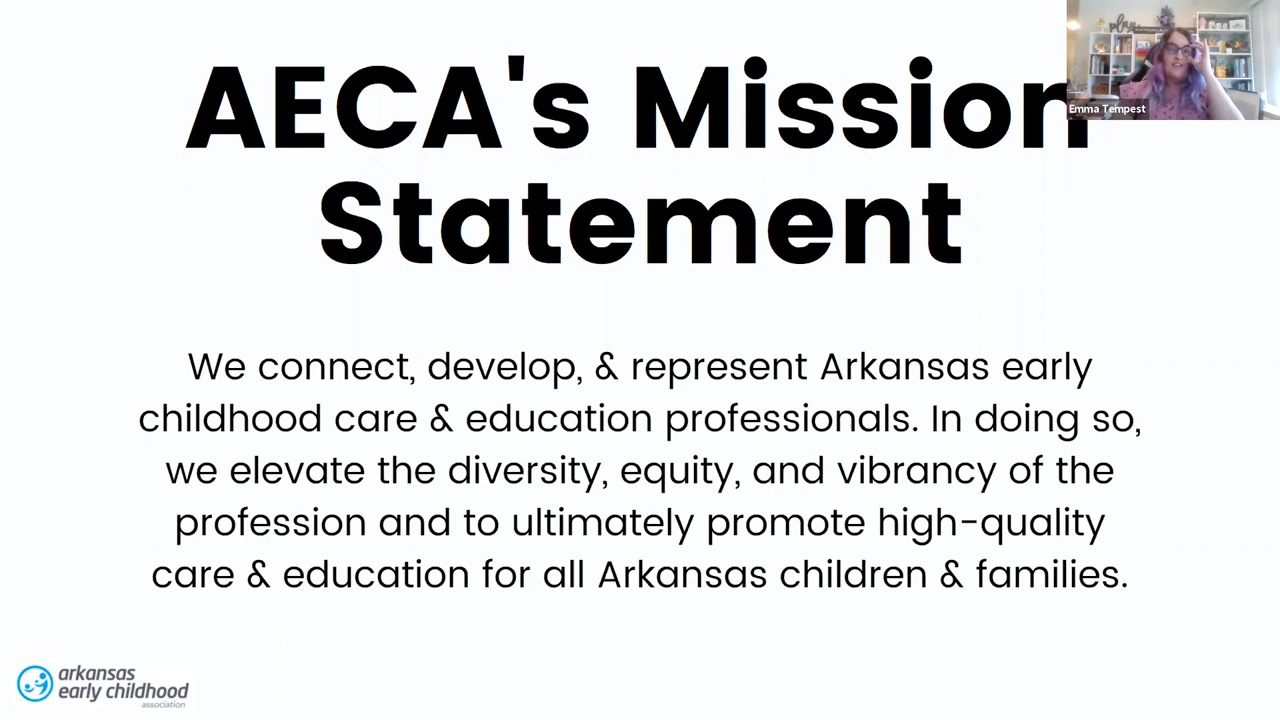 AECA's Mission
Statement
Emma Tempest
We connect, develop, & represent Arkansas early
childhood care & education professionals. In doing so,
we elevate the diversity, equity, and vibrancy of the
profession and to ultimately promote high-quality
care & education for all Arkansas children & families.
arkansas
early childhood
association
play